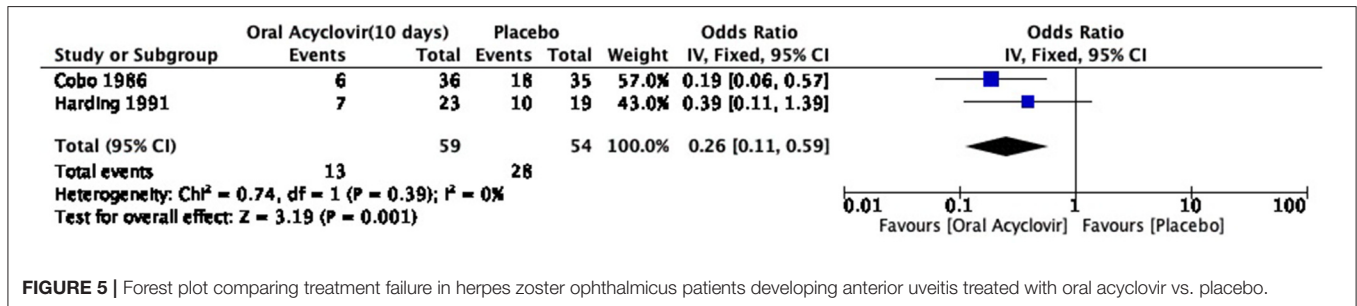 Oral Acyclovir(10 days) Placebo Odds Ratio Odds Ratio
Study or Subgroup Events Total Events Total Weight IV, Fixed, 95% CI IV, Fixed, 95% CI
Cobo 1986 6 36 18 35 57.0% 0.19 [0.06, 0.57]
Harding 1991 7 23 10 19 43.0% 0.39 [0.11, 1.39]
Total (95% CI) 59 54 100.0% 0.26 [0.11, 0.59]
Total events 13 28
Heterogeneity: Chi² = 0.74, df = 1 (P = 0.39); I² = 0%
Test for overall effect: Z = 3.19 (P = 0.001)
0.01 0.1 1 10 100
Favours [Oral Acyclovir] Favours [Placebo]
FIGURE 5 | Forest plot comparing treatment failure in herpes zoster ophthalmicus patients developing anterior uveitis treated with oral acyclovir vs. placebo.